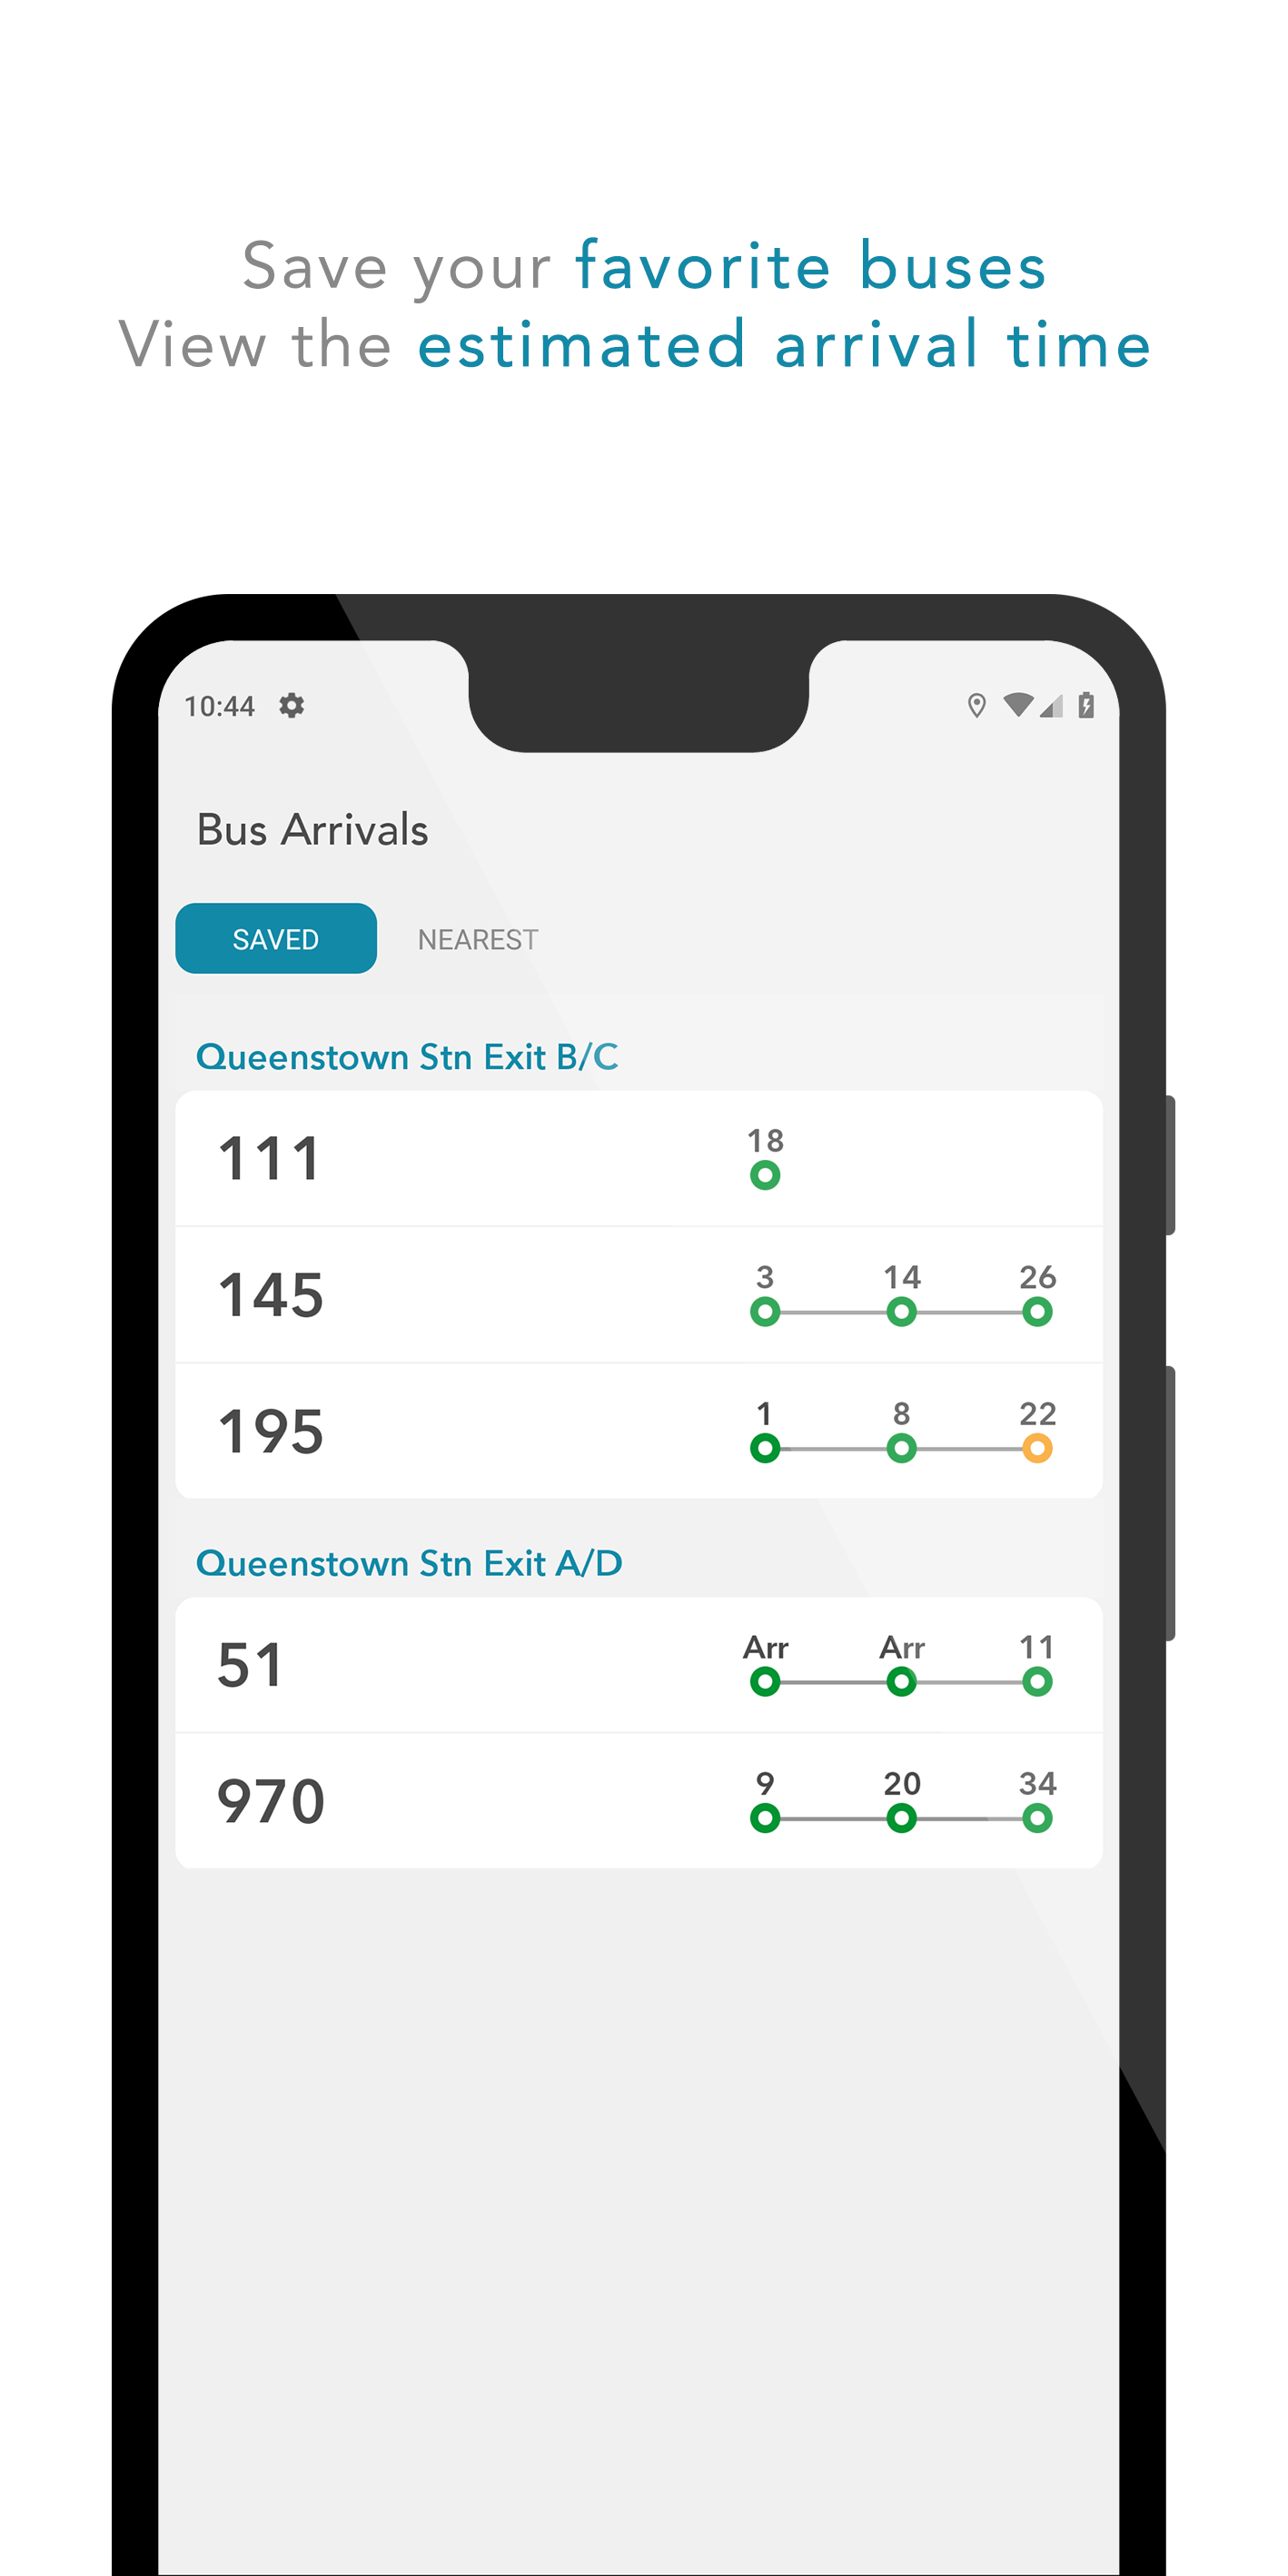 Save your favorite buses
View the estimated arrival time
10:44
Bus Arrivals
SAVED NEAREST
Queenstown Stn Exit B/C
18
111
3 14 26
145
1 8 22
195
Queenstown Stn Exit A/D
Arr Arr 11
51
9 20 34
970